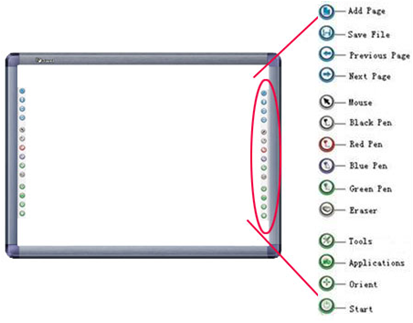 Add Page
Save File
Previous Page
Next Page
Mouse
Black Pen
Red Pen
Blue Pen
Green Pen
Eraser
Tools
Applications
Orient
Start